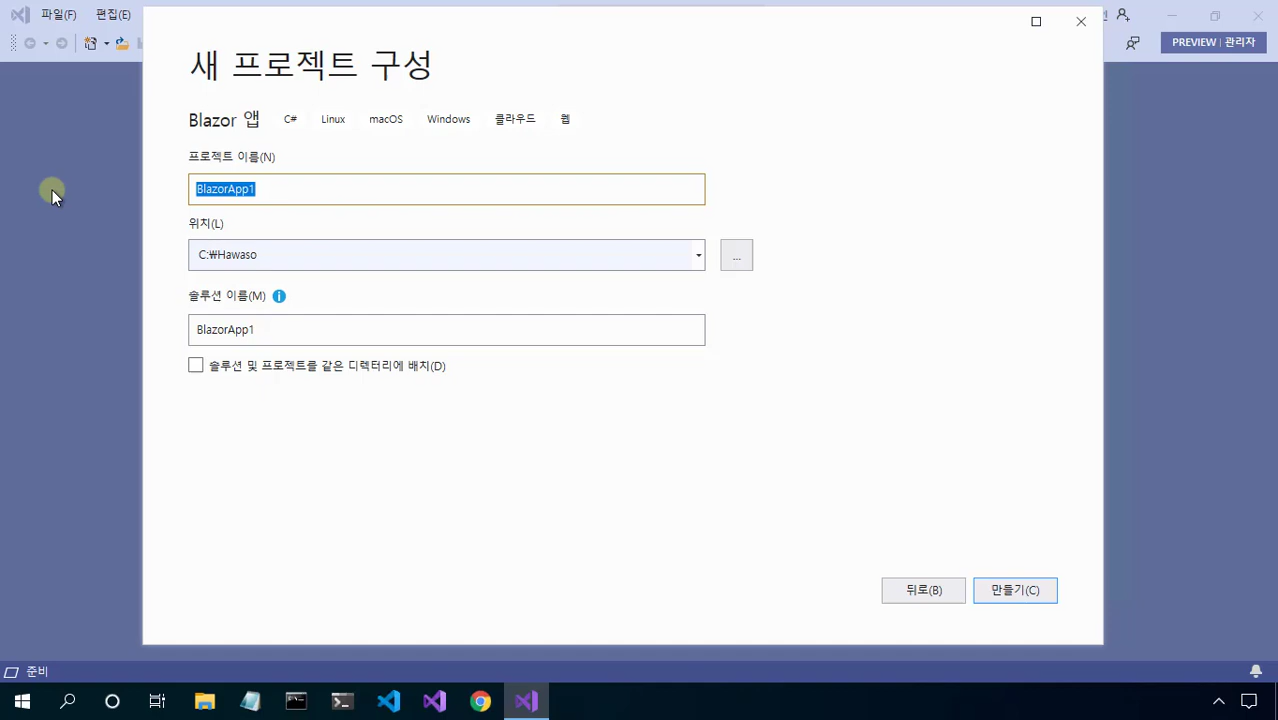 파일(F) 편집(E)
PREVIEW | 관리자
새 프로젝트 구성
Blazor 앱 C# Linux macOS Windows 클라우드 웹
프로젝트 이름(N)
BlazorApp1
위치(L)
C:₩Hawaso
...
솔루션 이름(M)
BlazorApp1
솔루션 및 프로젝트를 같은 디렉터리에 배치(D)
뒤로(B) 만들기(C)
준비